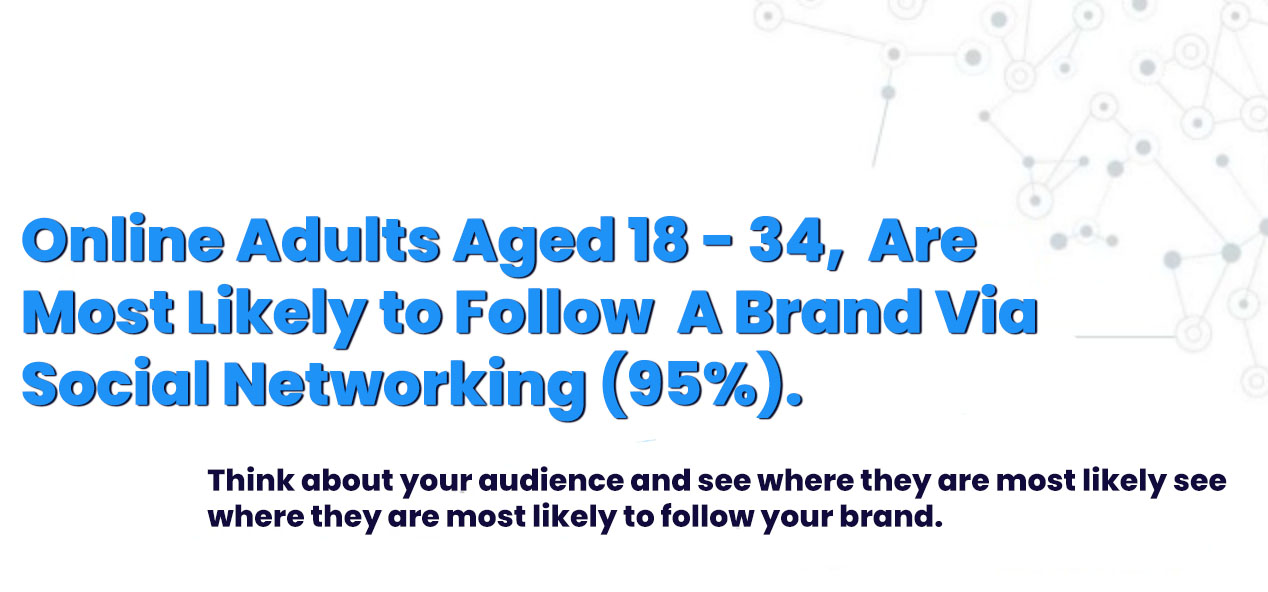 Online Adults Aged 18 - 34, Are
Most Likely to Follow A Brand Via
Social Networking (95%).
Think about your audience and see where they are most likely see
where they are most likely to follow your brand.